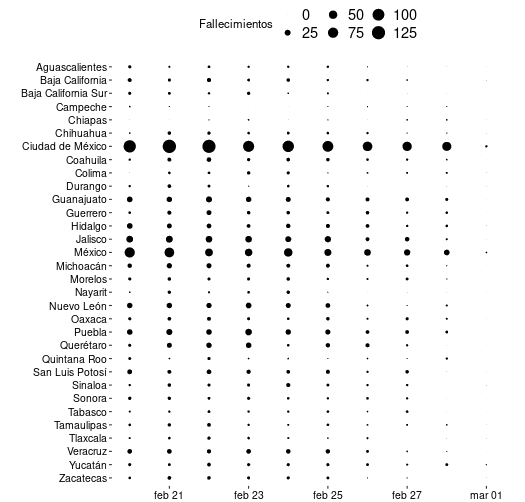 Fallecimientos
0 50 100
25 75 125
Aguascalientes
Baja California
Baja California Sur
Campeche
Chiapas
Chihuahua
Ciudad de México
Coahuila
Colima
Durango
Guanajuato
Guerrero
Hidalgo
Jalisco
México
Michoacán
Morelos
Nayarit
Nuevo León
Oaxaca
Puebla
Querétaro
Quintana Roo
San Luis Potosí
Sinaloa
Sonora
Tabasco
Tamaulipas
Tlaxcala
Veracruz
Yucatán
Zacatecas
feb 21 feb 23 feb 25 feb 27 mar 01